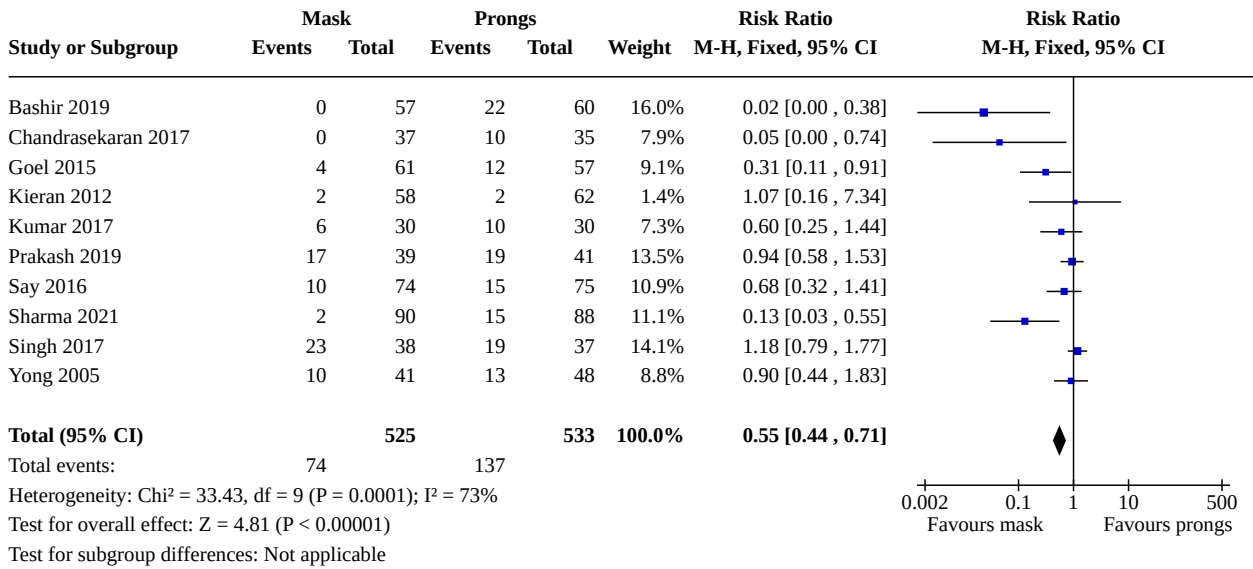 Mask Prongs Risk Ratio Risk Ratio
Study or Subgroup Events Total Events Total Weight M-H, Fixed, 95% CI M-H, Fixed, 95% CI
Bashir 2019 0 57 22 60 16.0% 0.02 [0.00 , 0.38]
Chandrasekaran 2017 0 37 10 35 7.9% 0.05 [0.00 , 0.74]
Goel 2015 4 61 12 57 9.1% 0.31 [0.11 , 0.91]
Kieran 2012 2 58 2 62 1.4% 1.07 [0.16 , 7.34]
Kumar 2017 6 30 10 30 7.3% 0.60 [0.25 , 1.44]
Prakash 2019 17 39 19 41 13.5% 0.94 [0.58 , 1.53]
Say 2016 10 74 15 75 10.9% 0.68 [0.32 , 1.41]
Sharma 2021 2 90 15 88 11.1% 0.13 [0.03 , 0.55]
Singh 2017 23 38 19 37 14.1% 1.18 [0.79 , 1.77]
Yong 2005 10 41 13 48 8.8% 0.90 [0.44 , 1.83]
Total (95% CI) 525 533 100.0% 0.55 [0.44 , 0.71]
Total events: 74 137
Heterogeneity: Chi² = 33.43, df = 9 (P = 0.0001); I² = 73%
0.002 0.1 1 10 500
Test for overall effect: Z = 4.81 (P < 0.00001) Favours mask Favours prongs
Test for subgroup differences: Not applicable